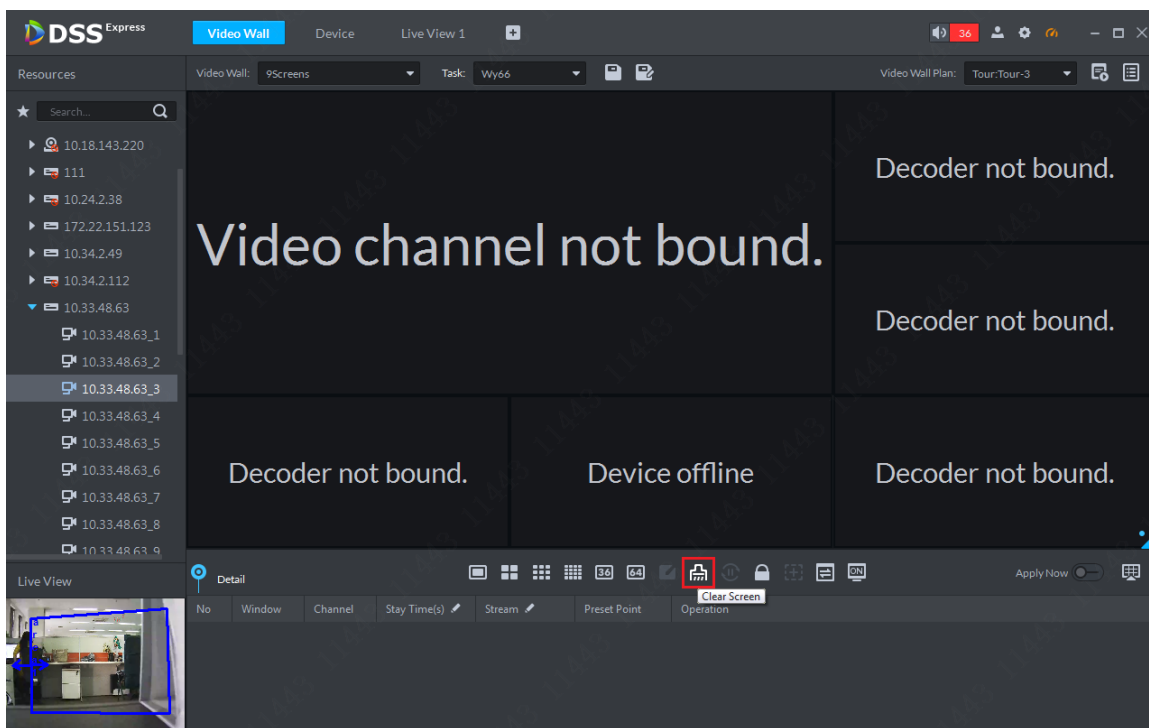 DSS Express
Video Wall
Device
Live View 1
36
Resources
Video Wall: 9Screens
Task: Wy66
Video Wall Plan: Tour:Tour-3
Search...
10.18.143.220
111
10.24.2.38
172.22.151.123
10.34.2.49
10.34.2.112
10.33.48.63
10.33.48.63_1
10.33.48.63_2
10.33.48.63_3
10.33.48.63_4
10.33.48.63_5
10.33.48.63_6
10.33.48.63_7
10.33.48.63_8
10.33.48.63_9
Video channel not bound.
Decoder not bound.
Decoder not bound.
Decoder not bound.
Device offline
Decoder not bound.
Live View
Detail
36
64
ON
Apply Now
Clear Screen
No
Window
Channel
Stay Time(s)
Stream
Preset Point
Operation